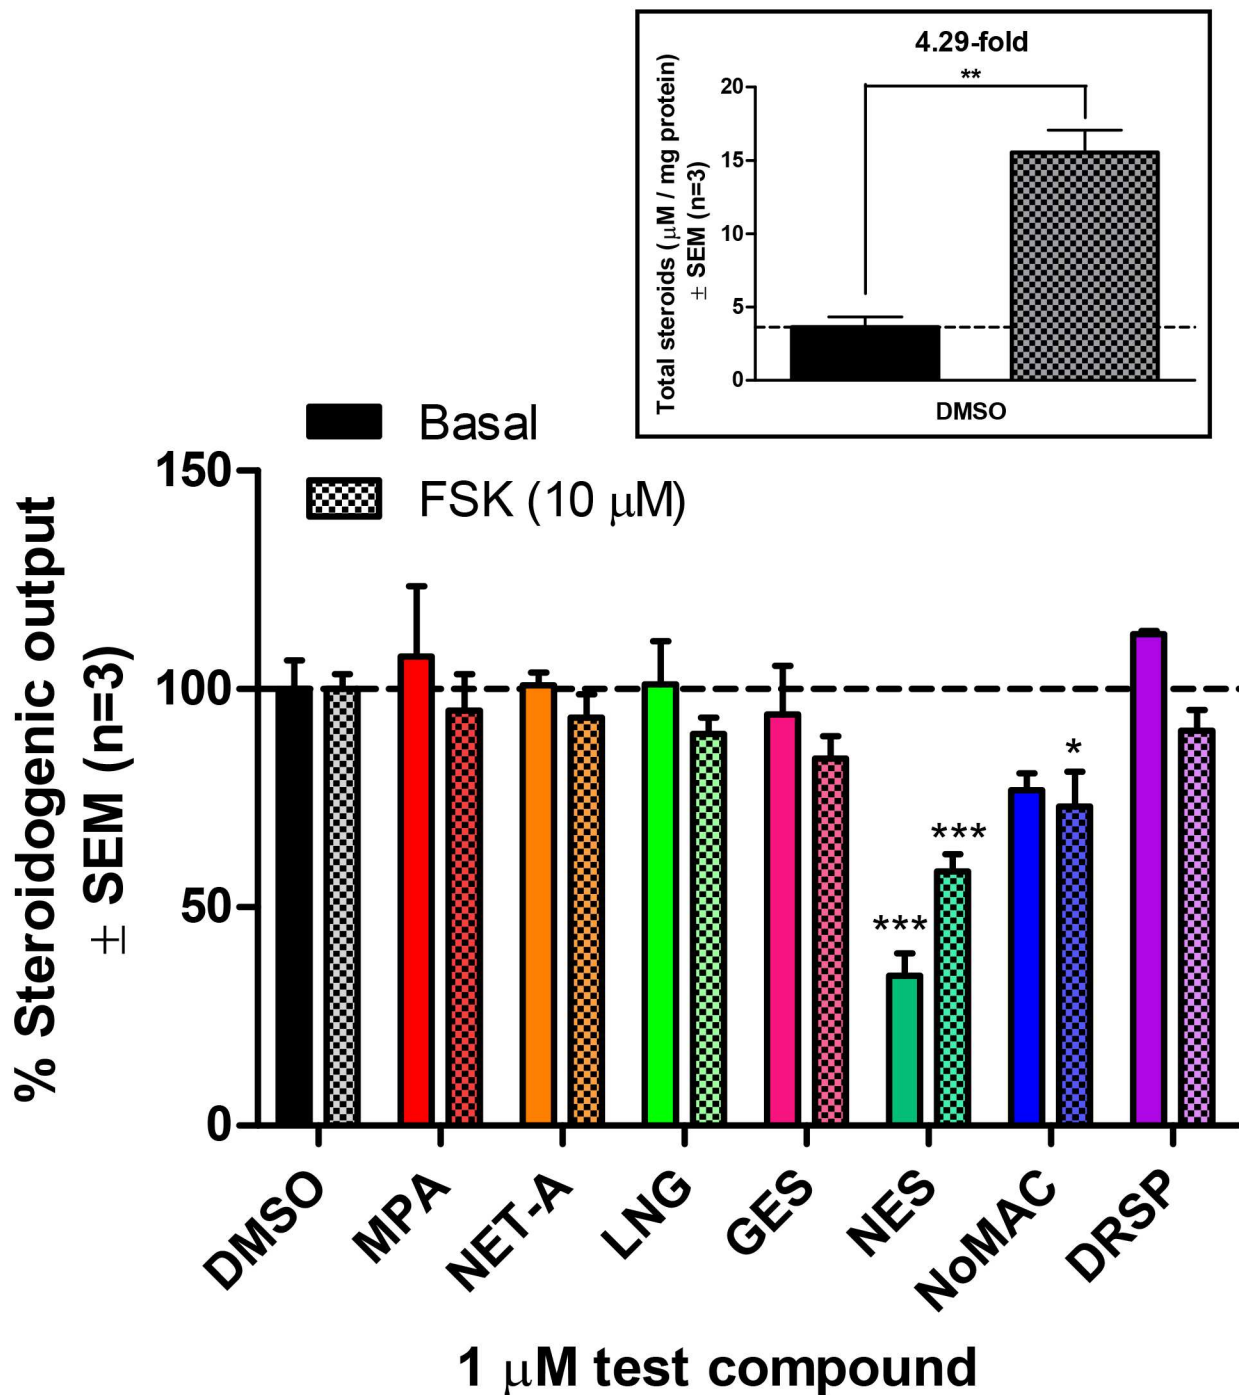 4.29-fold
**
Total steroids (μM / mg protein)
± SEM (n=3)
20
15
10
5
0
DMSO
Basal
FSK (10 μM)
% Steroidogenic output
± SEM (n=3)
150
100
50
0
***
***
*
DMSO
MPA
NET-A
LNG
GES
NES
NoMAC
DRSP
1 μM test compound